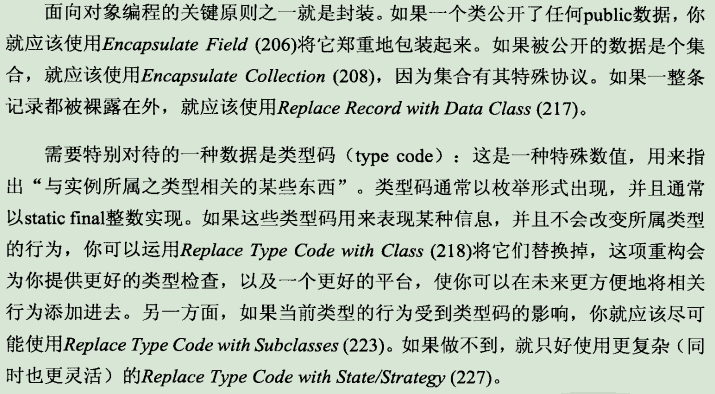 面向对象编程的关键原则之一就是封装。如果一个类公开了任何public数据，你
就应该使用Encapsulate Field (206)将它郑重地包装起来。如果被公开的数据是个集
合，就应该使用Encapsulate Collection (208)，因为集合有其特殊协议。如果一整条
记录都被裸露在外，就应该使用Replace Record with Data Class (217)。
需要特别对待的一种数据是类型码（type code）：这是一种特殊数值，用来指
出“与实例所属之类型相关的某些东西”。类型码通常以枚举形式出现，并且通常
以static final整数实现。如果这些类型码用来表现某种信息，并且不会改变所属类型
的行为，你可以运用Replace Type Code with Class (218)将它们替换掉，这项重构会
为你提供更好的类型检查，以及一个更好的平台，使你可以在未来更方便地将相关
行为添加进去。另一方面，如果当前类型的行为受到类型码的影响，你就应该尽可
能使用Replace Type Code with Subclasses (223)。如果做不到，就只好使用更复杂（同
时也更灵活）的Replace Type Code with State/Strategy (227)。